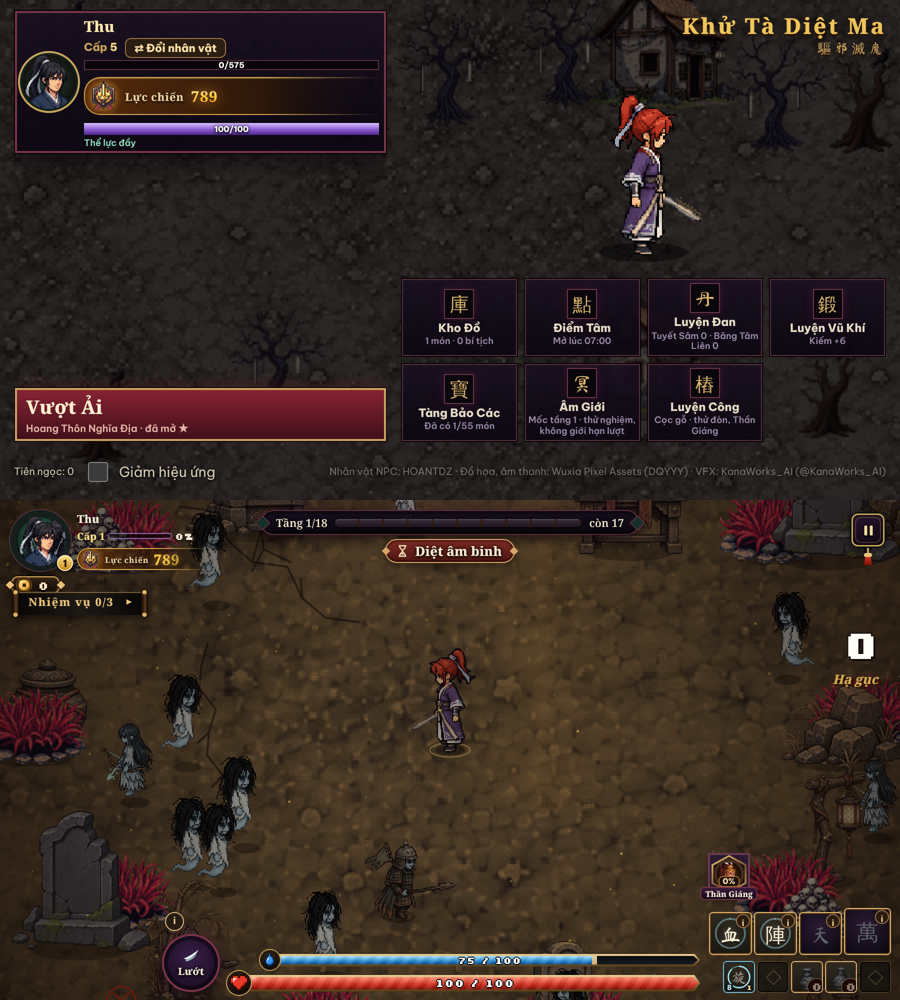 Thu
Cấp 5 ⇄ Đổi nhân vật
0/575
Lực chiến 789
100/100
Thể lực đầy
Khử Tà Diệt Ma
驅邪滅魔
庫
Kho Đồ
1 món · 0 bí tịch
點
Điểm Tâm
Mở lúc 07:00
丹
Luyện Đan
Tuyết Sâm 0 · Băng Tâm
Liên 0
鍛
Luyện Vũ Khí
Kiếm +6
寶
Tàng Bảo Các
Đã có 1/55 món
冥
Âm Giới
Mốc tầng 1 · thử nghiệm,
không giới hạn lượt
樁
Luyện Công
Cọc gỗ · thử đòn, Thần
Giáng
Vượt Ải
Hoang Thôn Nghĩa Địa · đã mở ★
Tiên ngọc: 0
Giảm hiệu ứng
Nhân vật NPC: HOANTDZ · Đồ họa, âm thanh: Wuxia Pixel Assets (DQYYY) · VFX: KanaWorks_AI (@KanaWorks_AI)
Thu
Cấp 1
1
Lực chiến 789
0
Nhiệm vụ 0/3 ►
Tầng 1/18
còn 17
Diệt âm binh
0
Hạ gục
0%
Thần Giáng
i
Lướt
75 / 100
100 / 100
血 i
陣 i
天 i
萬 i
8 1
0
0